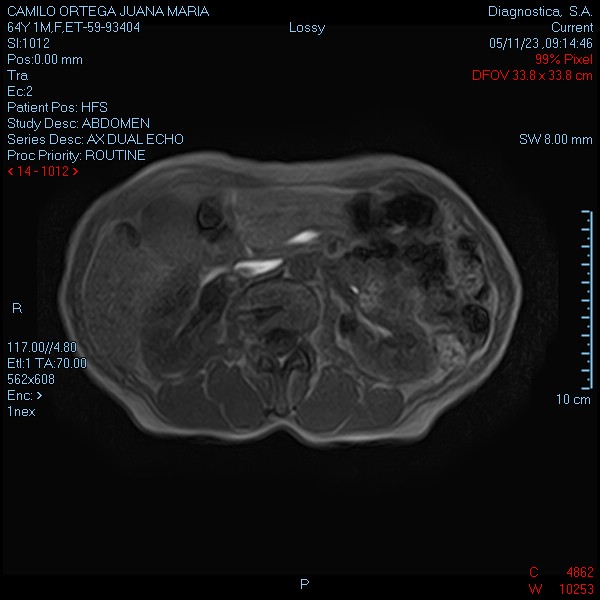 CAMILO ORTEGA JUANA MARIA
64Y 1M,F,ET-59-93404
SI:1012
Pos:0.00 mm
Tra
Ec:2
Patient Pos: HFS
Study Desc: ABDOMEN
Series Desc: AX DUAL ECHO
Proc Priority: ROUTINE
< 14 - 1012 >
Lossy
Diagnostica, S.A.
Current
05/11/23 ,09:14:46
99% Pixel
DFOV 33.8 x 33.8 cm
SW 8.00 mm
R
117.00//4.80
Etl:1 TA:70.00
562x608
Enc: >
1nex
10 cm
P
C 4862
W 10253